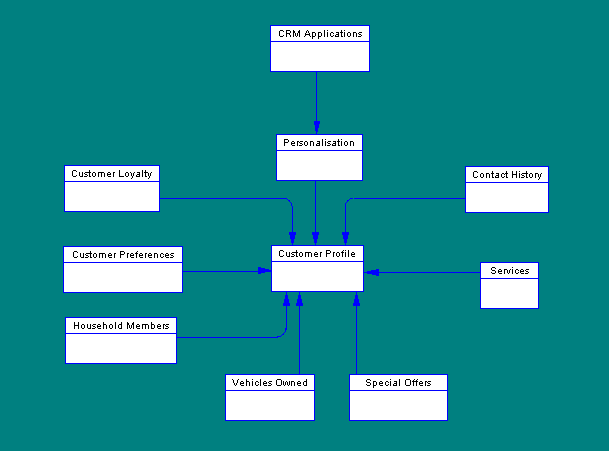 CRM Applications
Personalisation
Customer Loyalty
Contact History
Customer Profile
Customer Preferences
Services
Household Members
Vehicles Owned
Special Offers